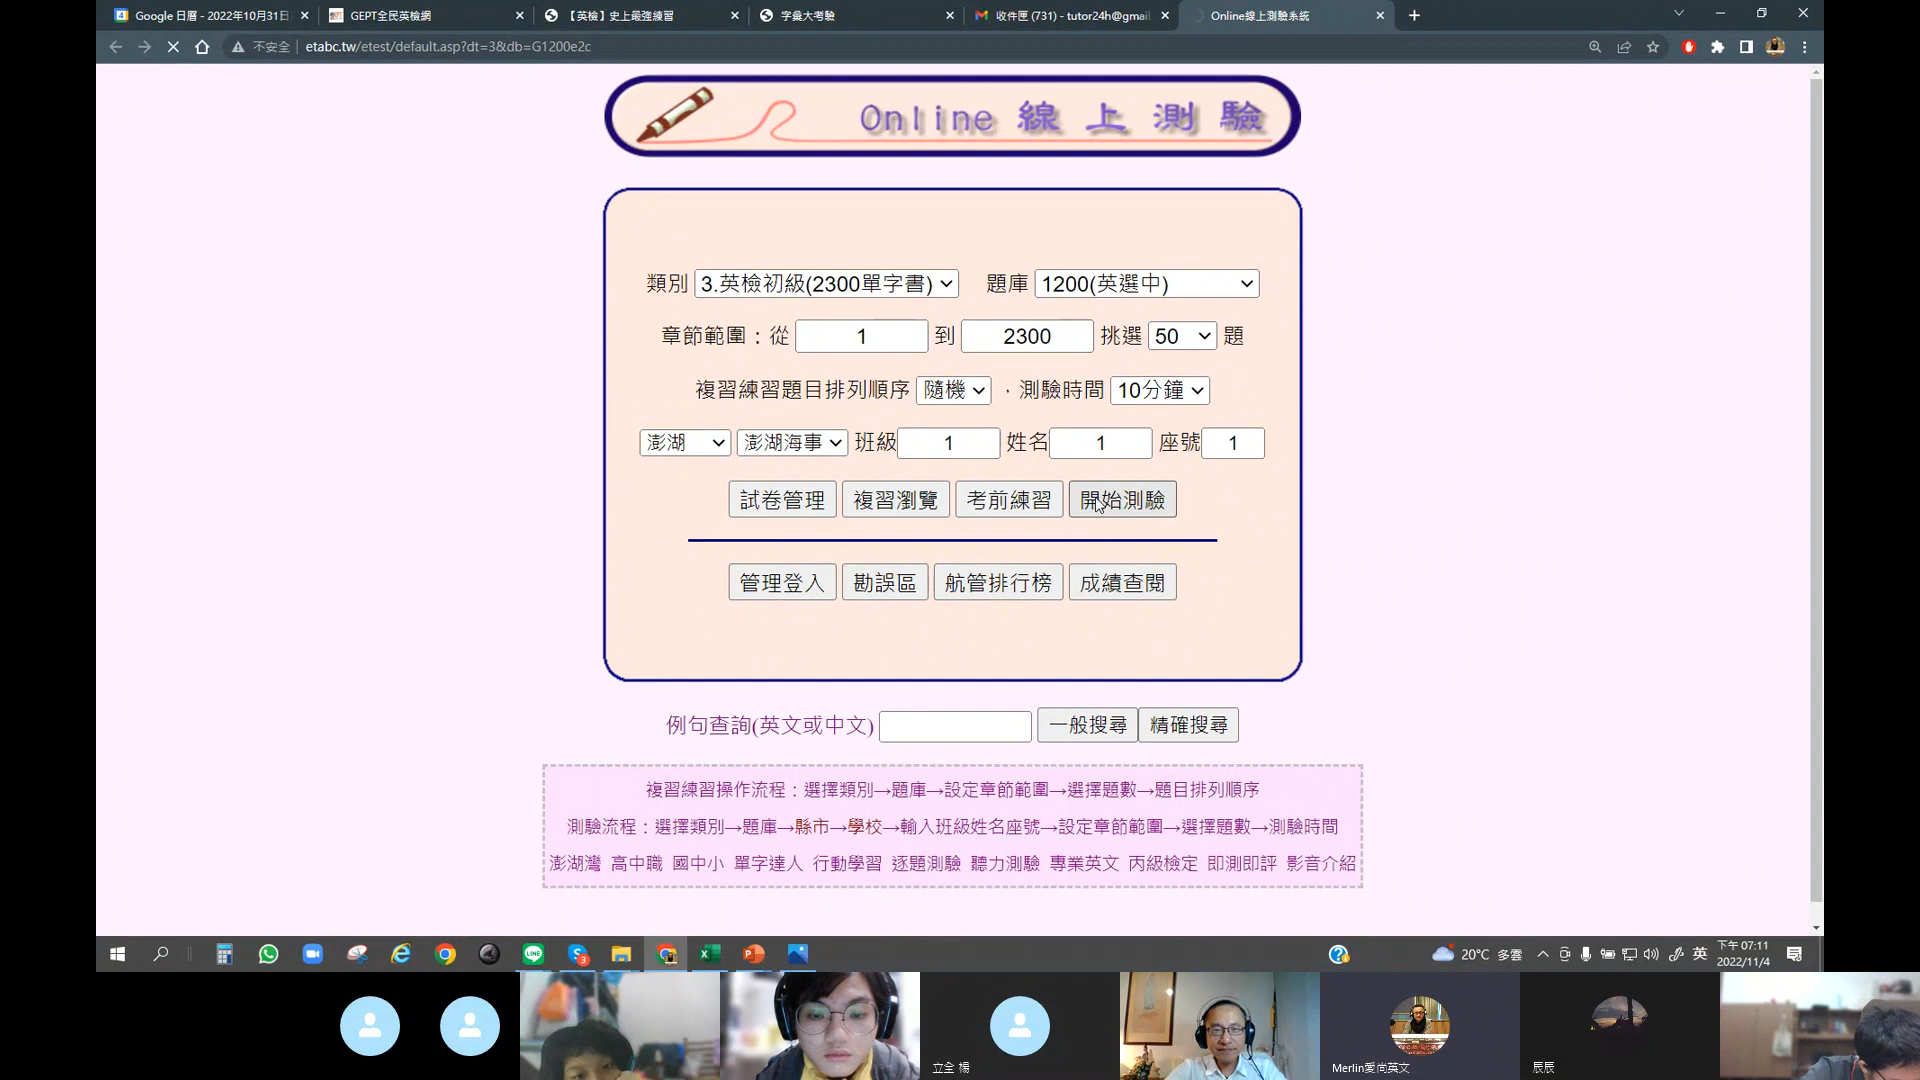 Google 日曆 - 2022年10月31日
GEPT全民英檢網
【英檢】史上最強練習
字彙大考驗
收件匣 (731) - tutor24h@gmail
Online線上測驗系統
不安全 | etabc.tw/etest/default.asp?dt=3&db=G1200e2c
Online 線上測驗
類別 3.英檢初級(2300單字書) 題庫 1200(英選中)
章節範圍：從 1 到 2300 挑選 50 題
複習練習題目排列順序 隨機 ，測驗時間 10分鐘
澎湖 澎湖海事 班級 1 姓名 1 座號 1
試卷管理 複習瀏覽 考前練習 開始測驗
管理登入 勘誤區 航管排行榜 成績查閱
例句查詢(英文或中文) 一般搜尋 精確搜尋
複習練習操作流程：選擇類別→題庫→設定章節範圍→選擇題數→題目排列順序
測驗流程：選擇類別→題庫→縣市→學校→輸入班級姓名座號→設定章節範圍→選擇題數→測驗時間
澎湖灣 高中職 國中小 單字達人 行動學習 逐題測驗 聽力測驗 專業英文 丙級檢定 即測即評 影音介紹
20°C 多雲
英
下午 07:11
2022/11/4
立全 楊
Merlin愛尚英文
辰辰